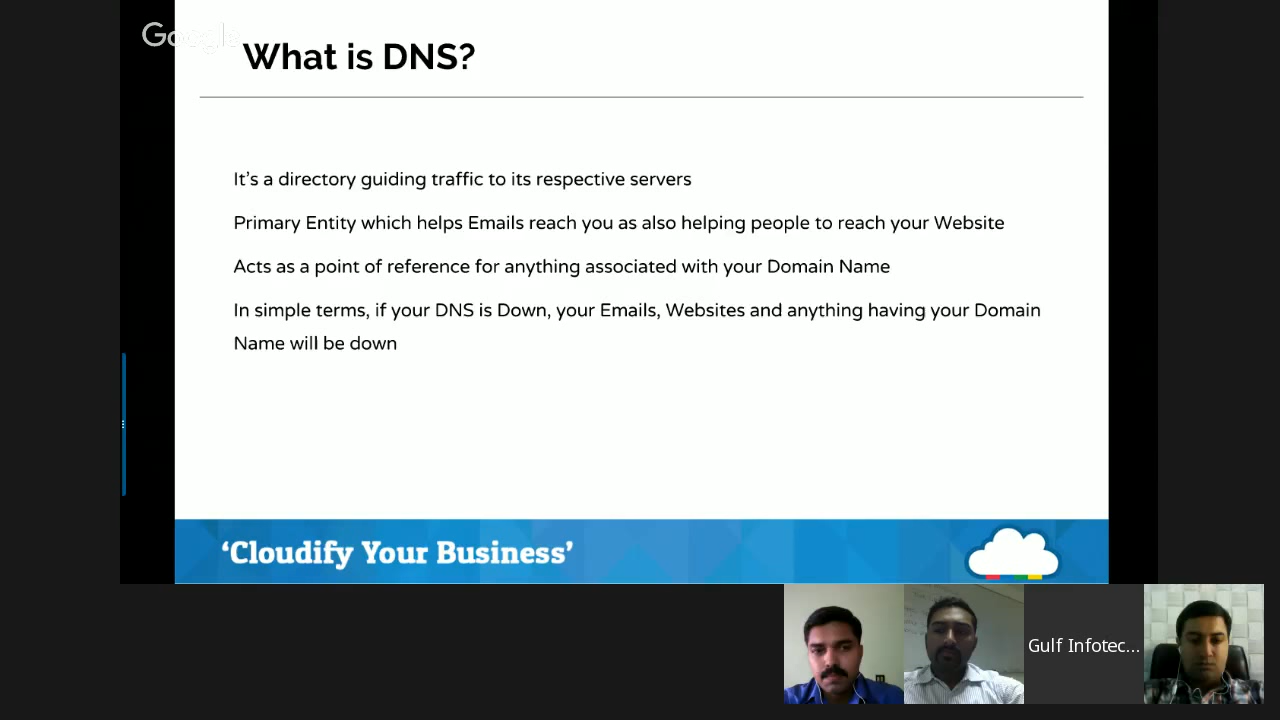 Google
What is DNS?
It's a directory guiding traffic to its respective servers
Primary Entity which helps Emails reach you as also helping people to reach your Website
Acts as a point of reference for anything associated with your Domain Name
In simple terms, if your DNS is Down, your Emails, Websites and anything having your Domain
Name will be down
‘Cloudify Your Business’
Gulf Infotec...